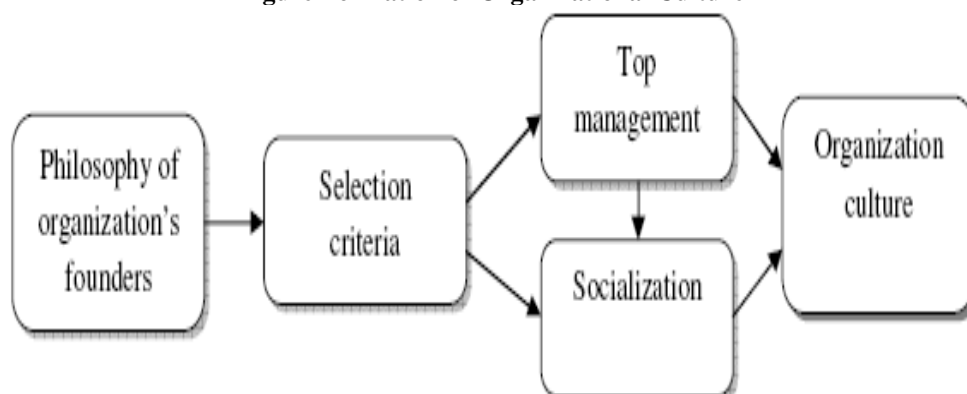 Philosophy of
organization's
founders
Selection
criteria
Top
management
Socialization
Organization
culture